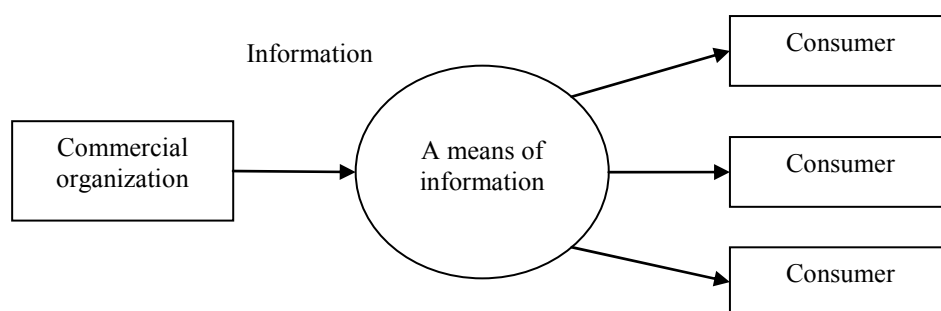 Information
Commercial
organization
A means of
information
Consumer
Consumer
Consumer